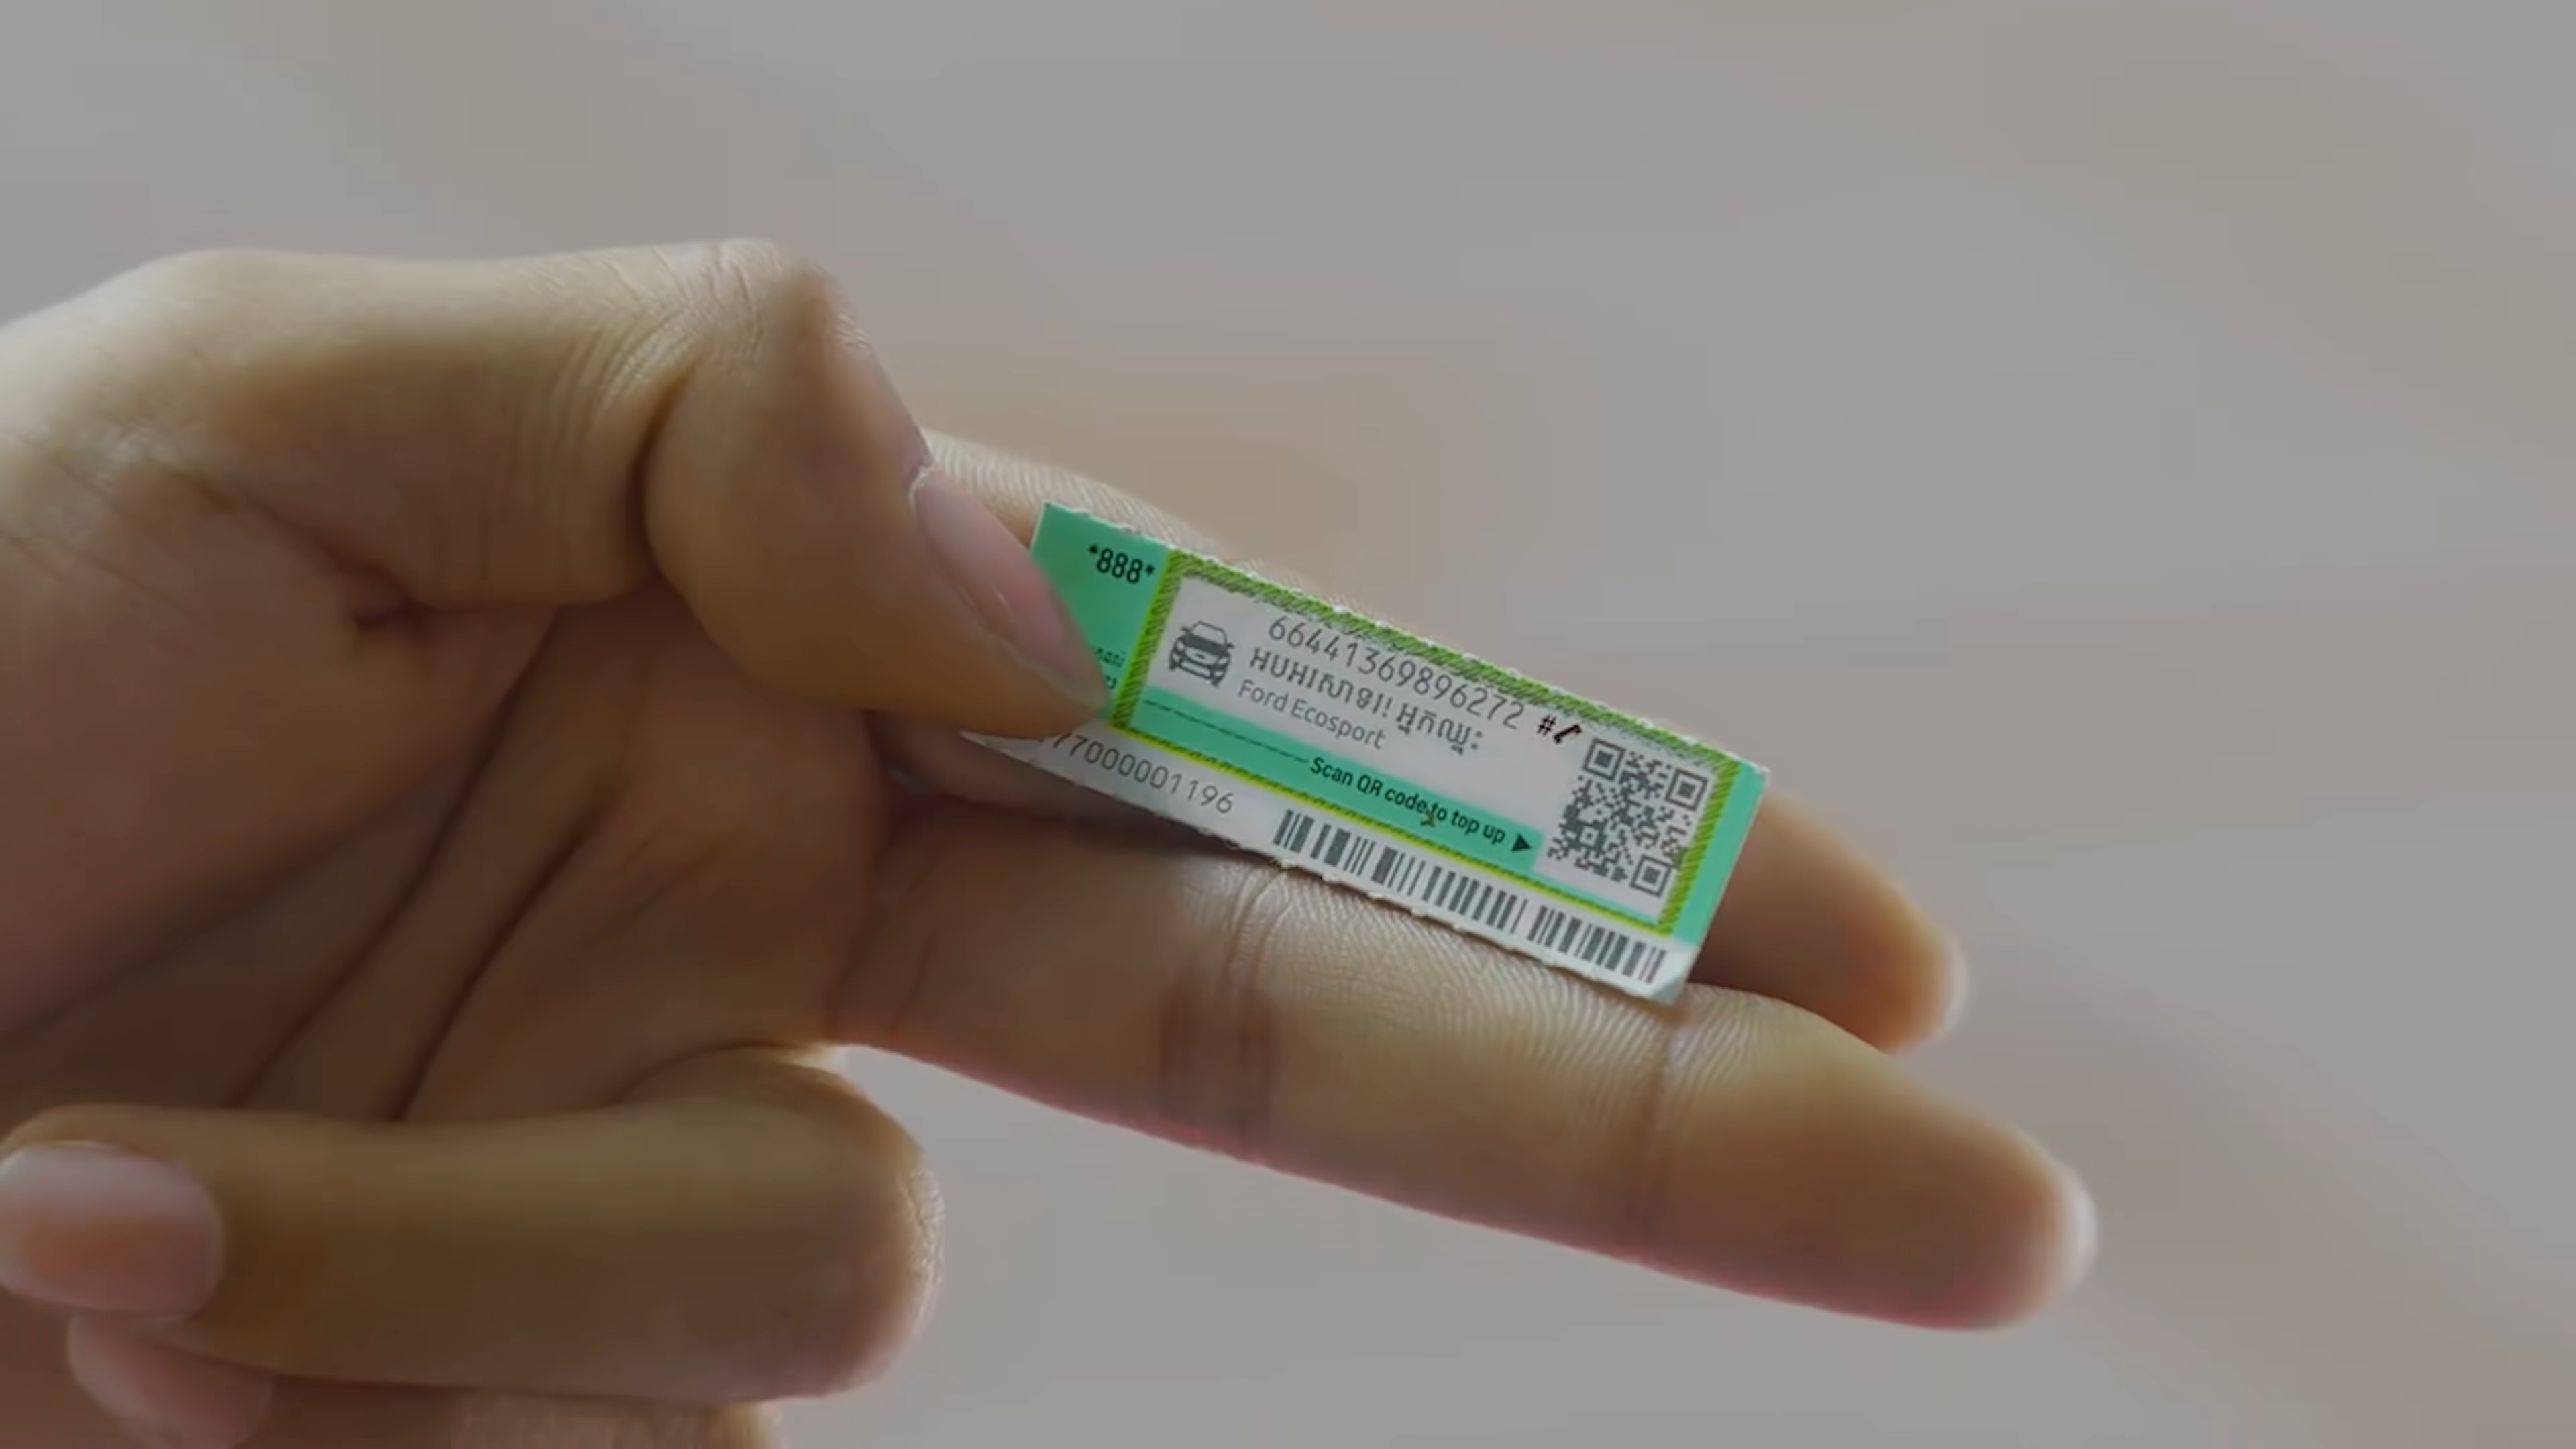 *888*
66441369896272 #
អបអរសាទរ! អ្នកឈ្នះ
Ford Ecosport
Scan QR code to top up ▶
770000001196